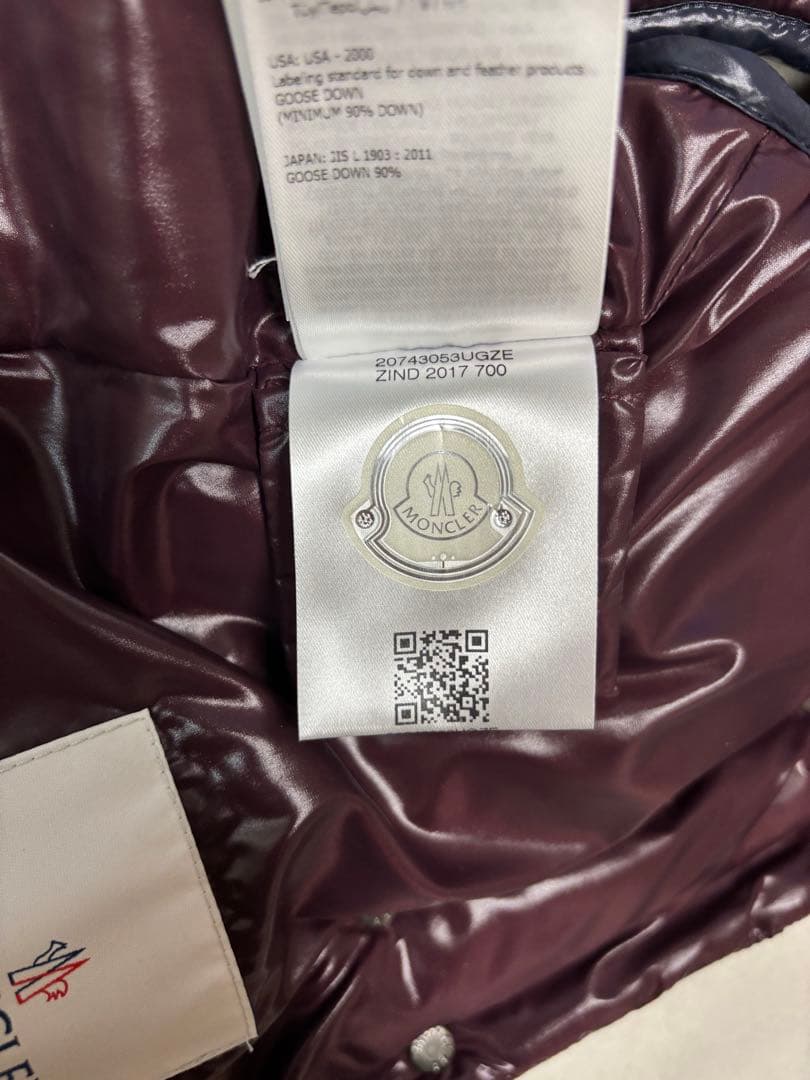 USA: USA - 2000
Labeling standard for down and feather products
GOOSE DOWN
(MINIMUM 90% DOWN)
JAPAN: JIS L 1903 : 2011
GOOSE DOWN 90%
20743053UGZE
ZIND 2017 700
MONCLER